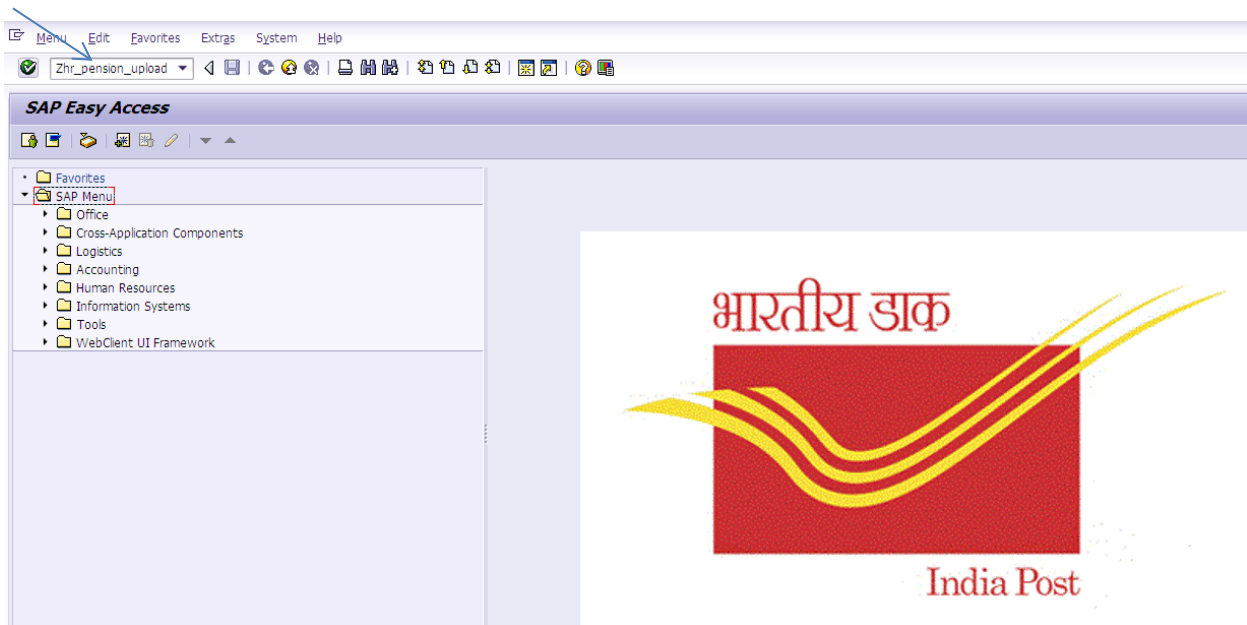 Menu Edit Favorites Extras System Help
Zhr_pension_upload
SAP Easy Access
Favorites
SAP Menu
Office
Cross-Application Components
Logistics
Accounting
Human Resources
Information Systems
Tools
WebClient UI Framework
भारतीय डाक
India Post